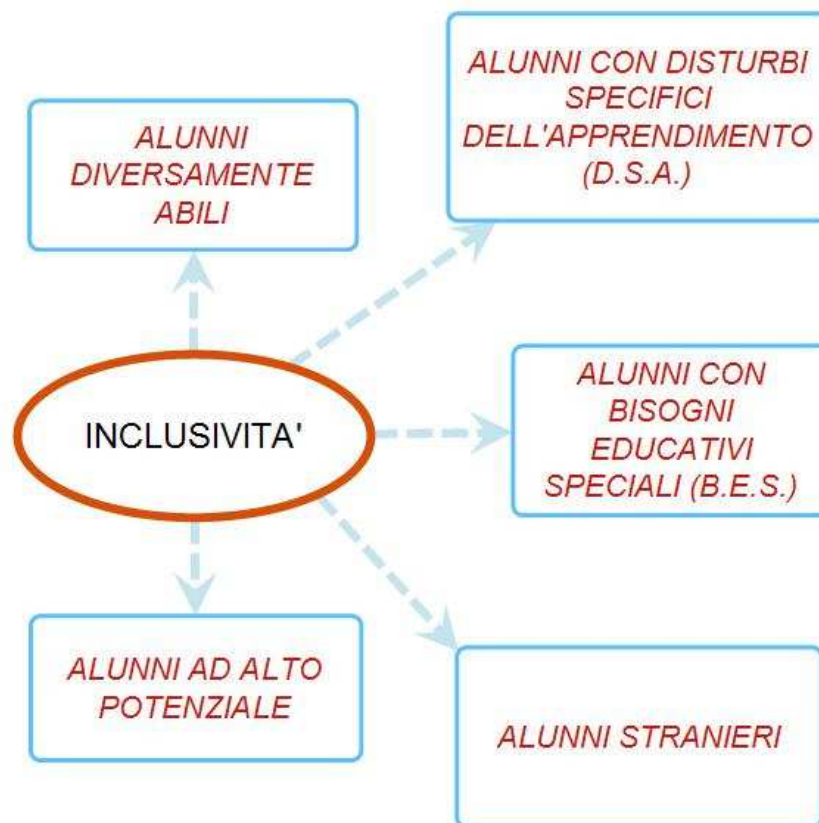 ALUNNI
DIVERSAMENTE
ABILI
ALUNNI CON DISTURBI
SPECIFICI
DELL'APPRENDIMENTO
(D.S.A.)
INCLUSIVITA'
ALUNNI CON
BISOGNI
EDUCATIVI
SPECIALI (B.E.S.)
ALUNNI AD ALTO
POTENZIALE
ALUNNI STRANIERI